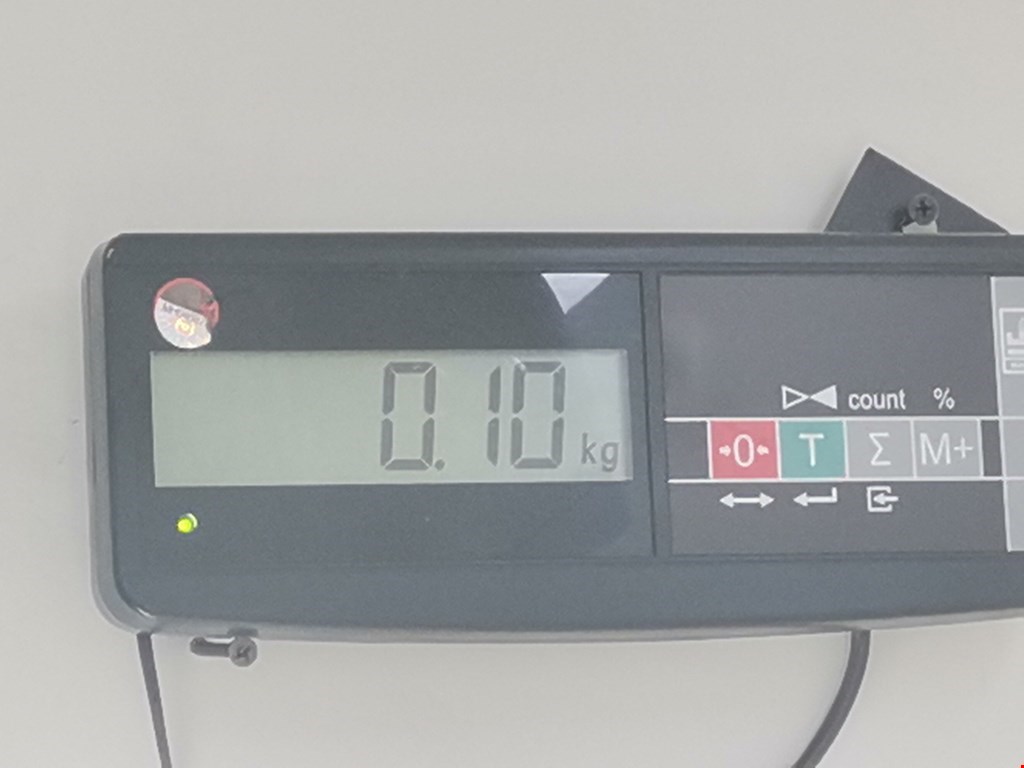 0.10 kg
count %
→0← T Σ M+